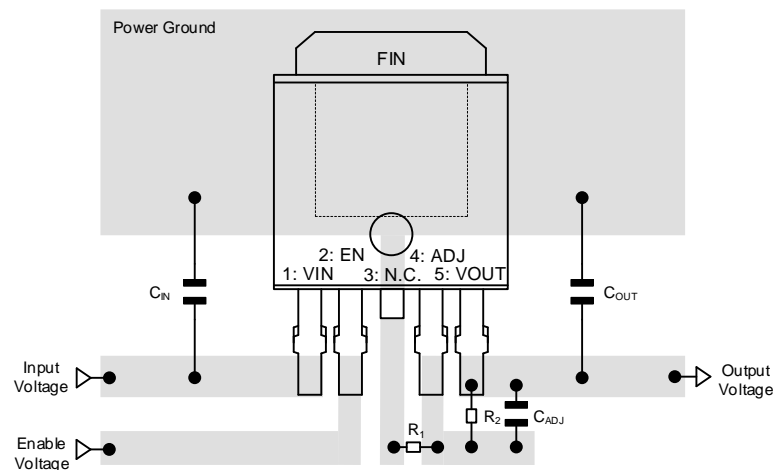 Power Ground
FIN
2: EN
4: ADJ
1: VIN
3: N.C.
5: VOUT
CIN
COUT
Input
Voltage
Output
Voltage
R1
R2
CADJ
Enable
Voltage